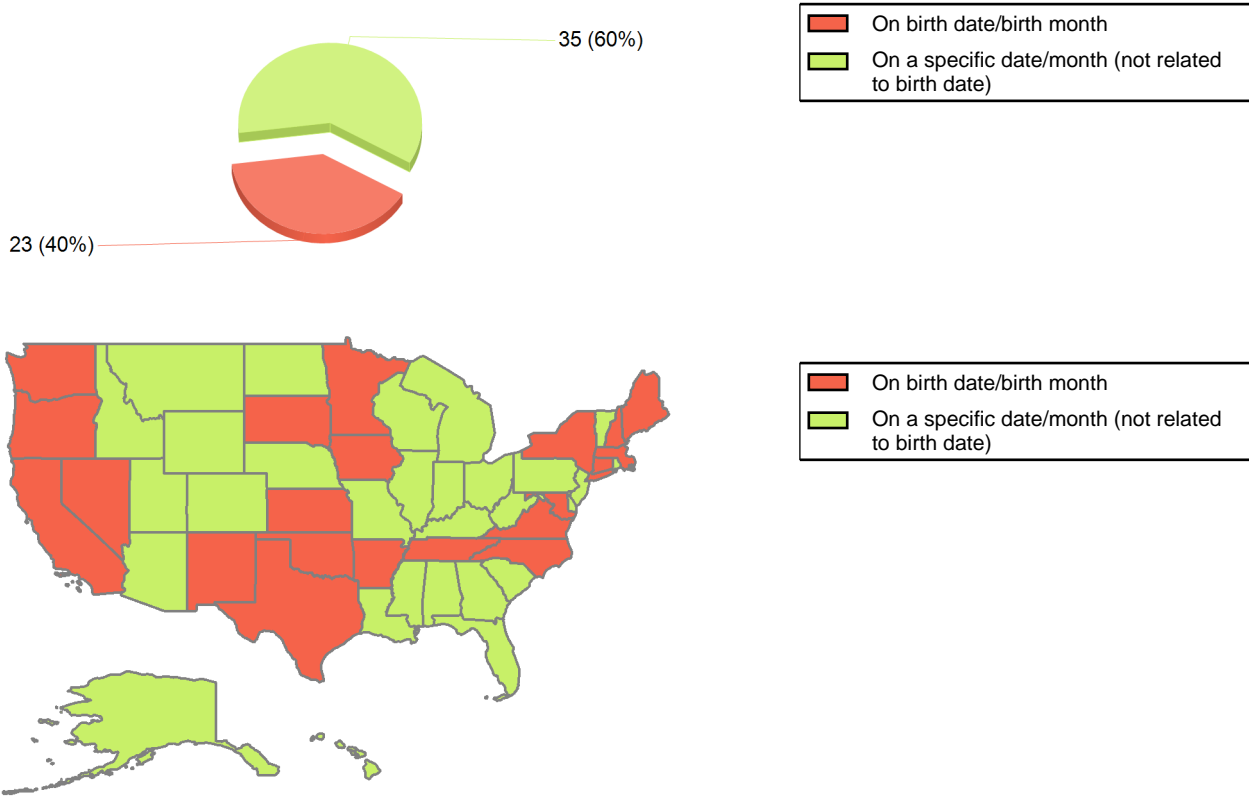 35 (60%)
On birth date/birth month
On a specific date/month (not related
to birth date)
23 (40%)
On birth date/birth month
On a specific date/month (not related
to birth date)